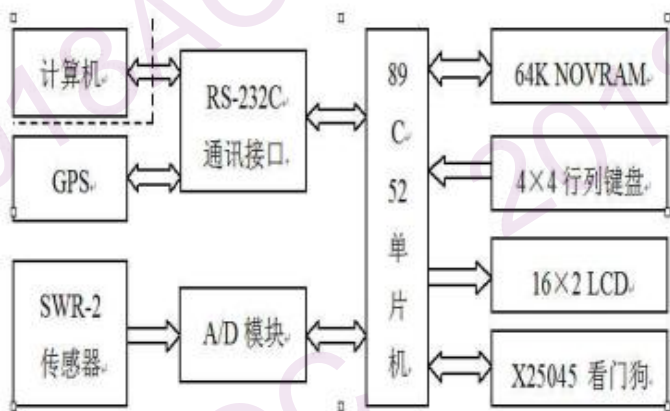 计算机
GPS
SWR-2
传感器
RS-232C
通讯接口
A/D 模块
89
C
52
单
片
机
64K NOVRAM
4×4 行列键盘
16×2 LCD
X25045 看门狗